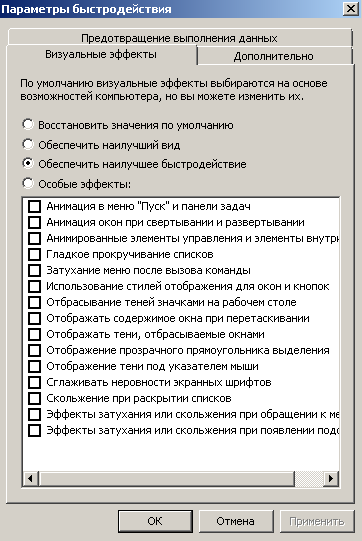 Параметры быстродействия
Предотвращение выполнения данных
Визуальные эффекты
Дополнительно
По умолчанию визуальные эффекты выбираются на основе
возможностей компьютера, но вы можете изменить их.
Восстановить значения по умолчанию
Обеспечить наилучший вид
Обеспечить наилучшее быстродействие
Особые эффекты:
Анимация в меню "Пуск" и панели задач
Анимация окон при свертывании и развертывании
Анимированные элементы управления и элементы внутри
Гладкое прокручивание списков
Затухание меню после вызова команды
Использование стилей отображения для окон и кнопок
Отбрасывание теней значками на рабочем столе
Отображать содержимое окна при перетаскивании
Отображать тени, отбрасываемые окнами
Отображение прозрачного прямоугольника выделения
Отображение тени под указателем мыши
Сглаживать неровности экранных шрифтов
Скольжение при раскрытии списков
Эффекты затухания или скольжения при обращении к ме
Эффекты затухания или скольжения при появлении подс
ОК
Отмена
Применить